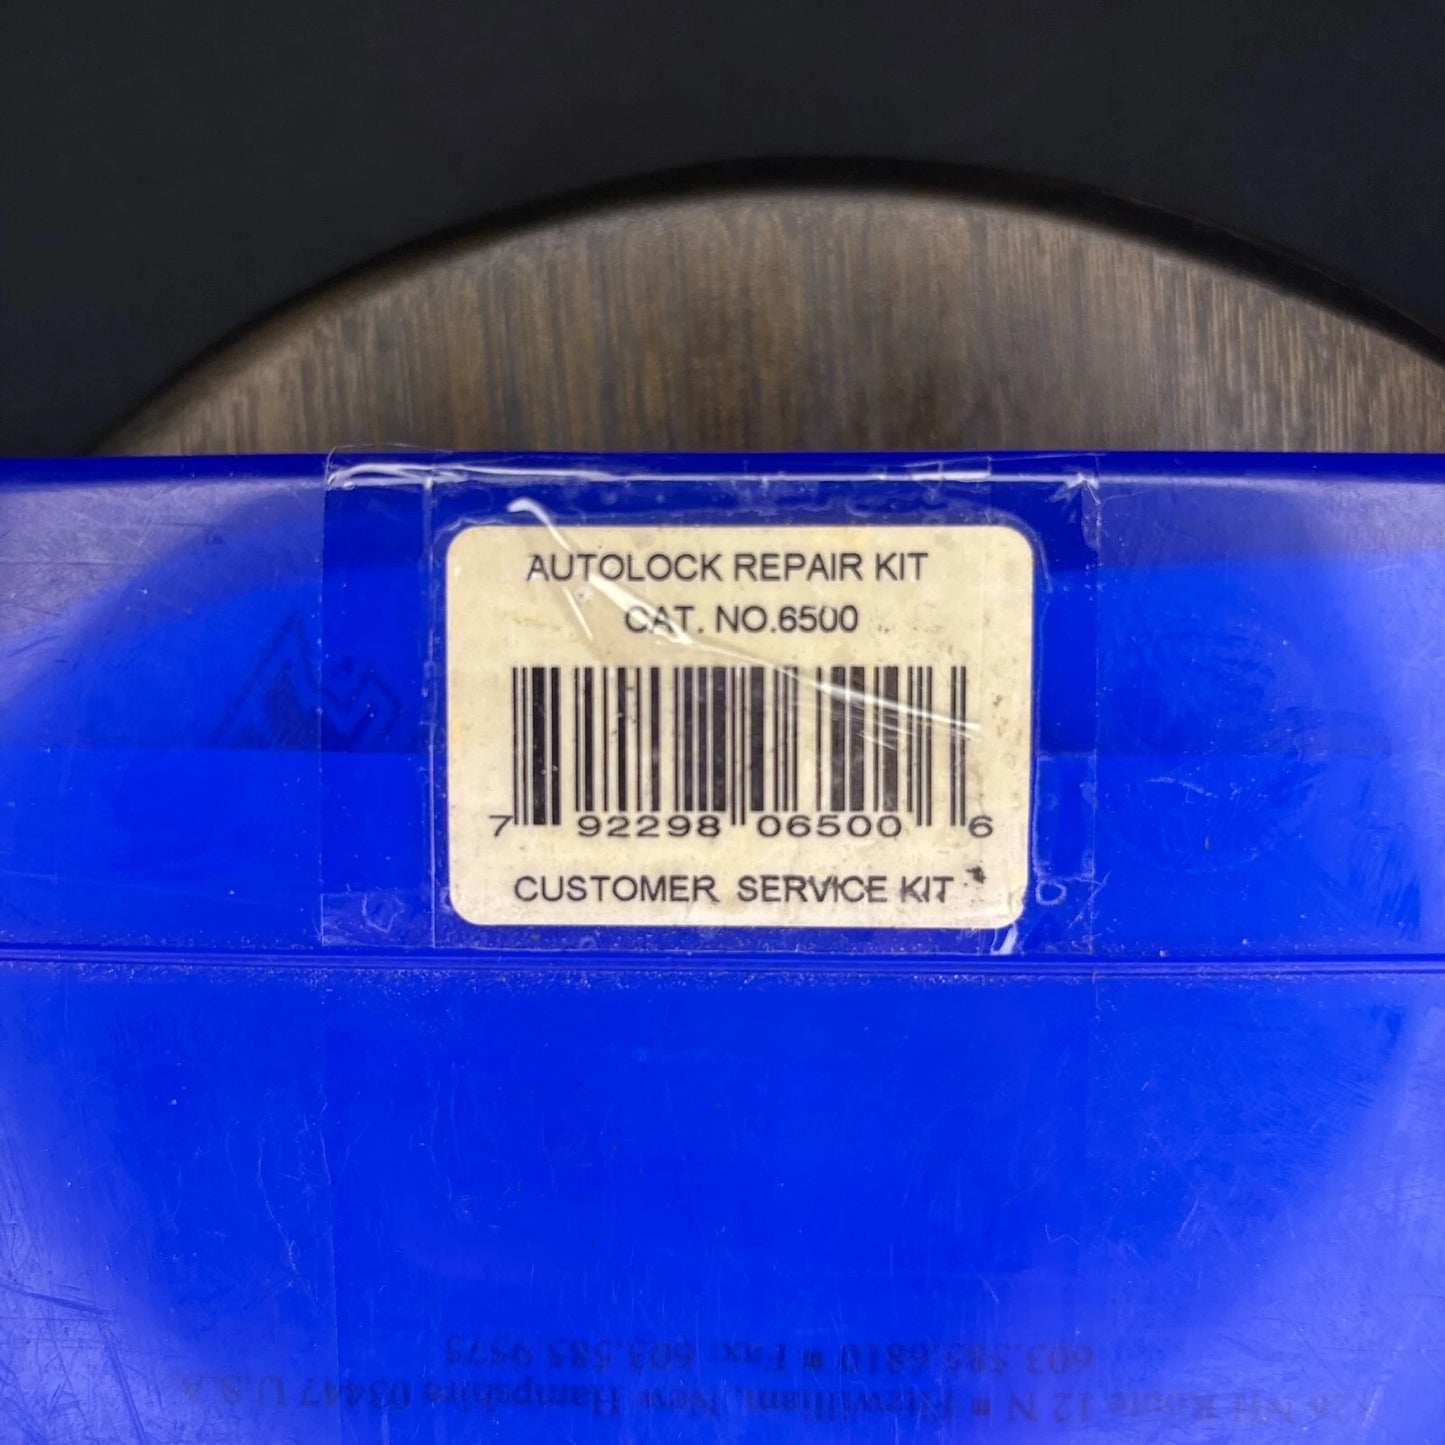 AUTOLOCK REPAIR KIT
CAT. NO.6500
7 92298 06500 6
CUSTOMER SERVICE KIT
603.585.6810 ■ Fax: 603.585.9575
NH Route 12 N ■ Fitzwilliam, New Hampshire 03447 U.S.A